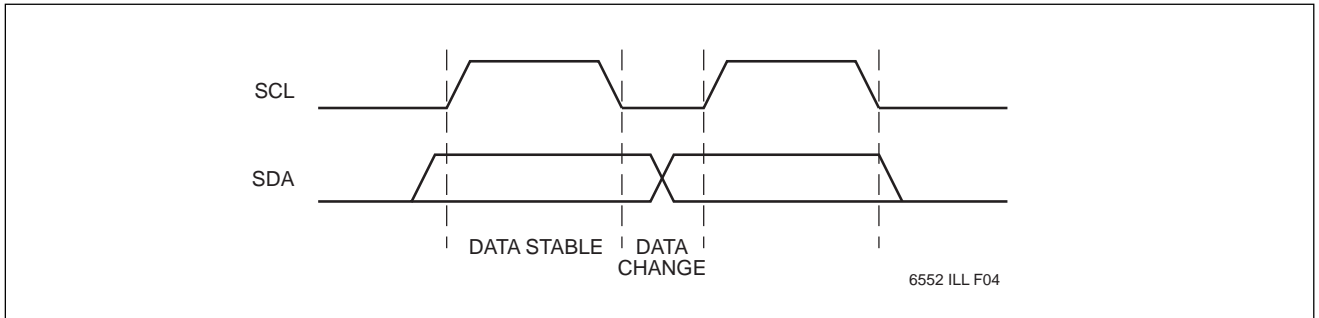 SCL
SDA
DATA STABLE
DATA
CHANGE
6552 ILL F04